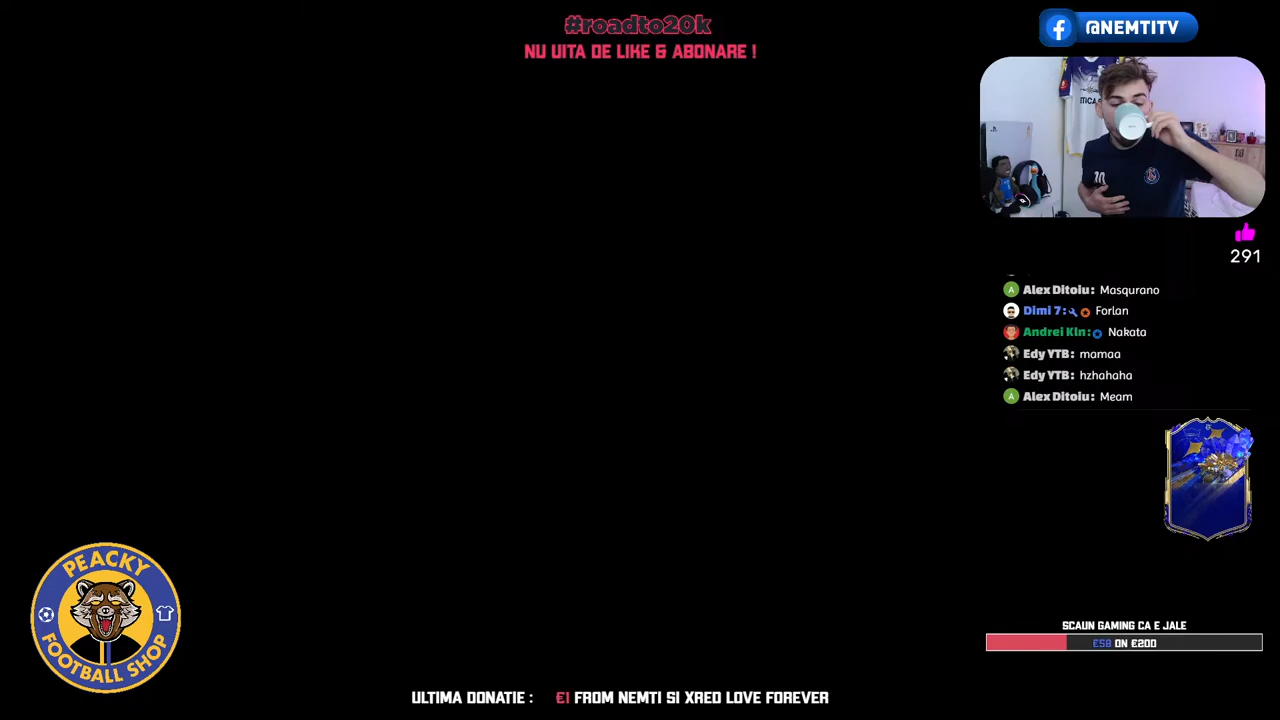 #roadto20k
NU UITA DE LIKE & ABONARE !
@NEMTITV
291
Alex Ditoiu: Masqurano
Dimi 7: Forlan
Andrei Kln: Nakata
Edy YTB: mamaa
Edy YTB: hzhahaha
Alex Ditoiu: Meam
PEACKY
FOOTBALL SHOP
SCAUN GAMING CA E JALE
€58 ON €200
ULTIMA DONATIE : €1 FROM NEMTI SI XRED LOVE FOREVER